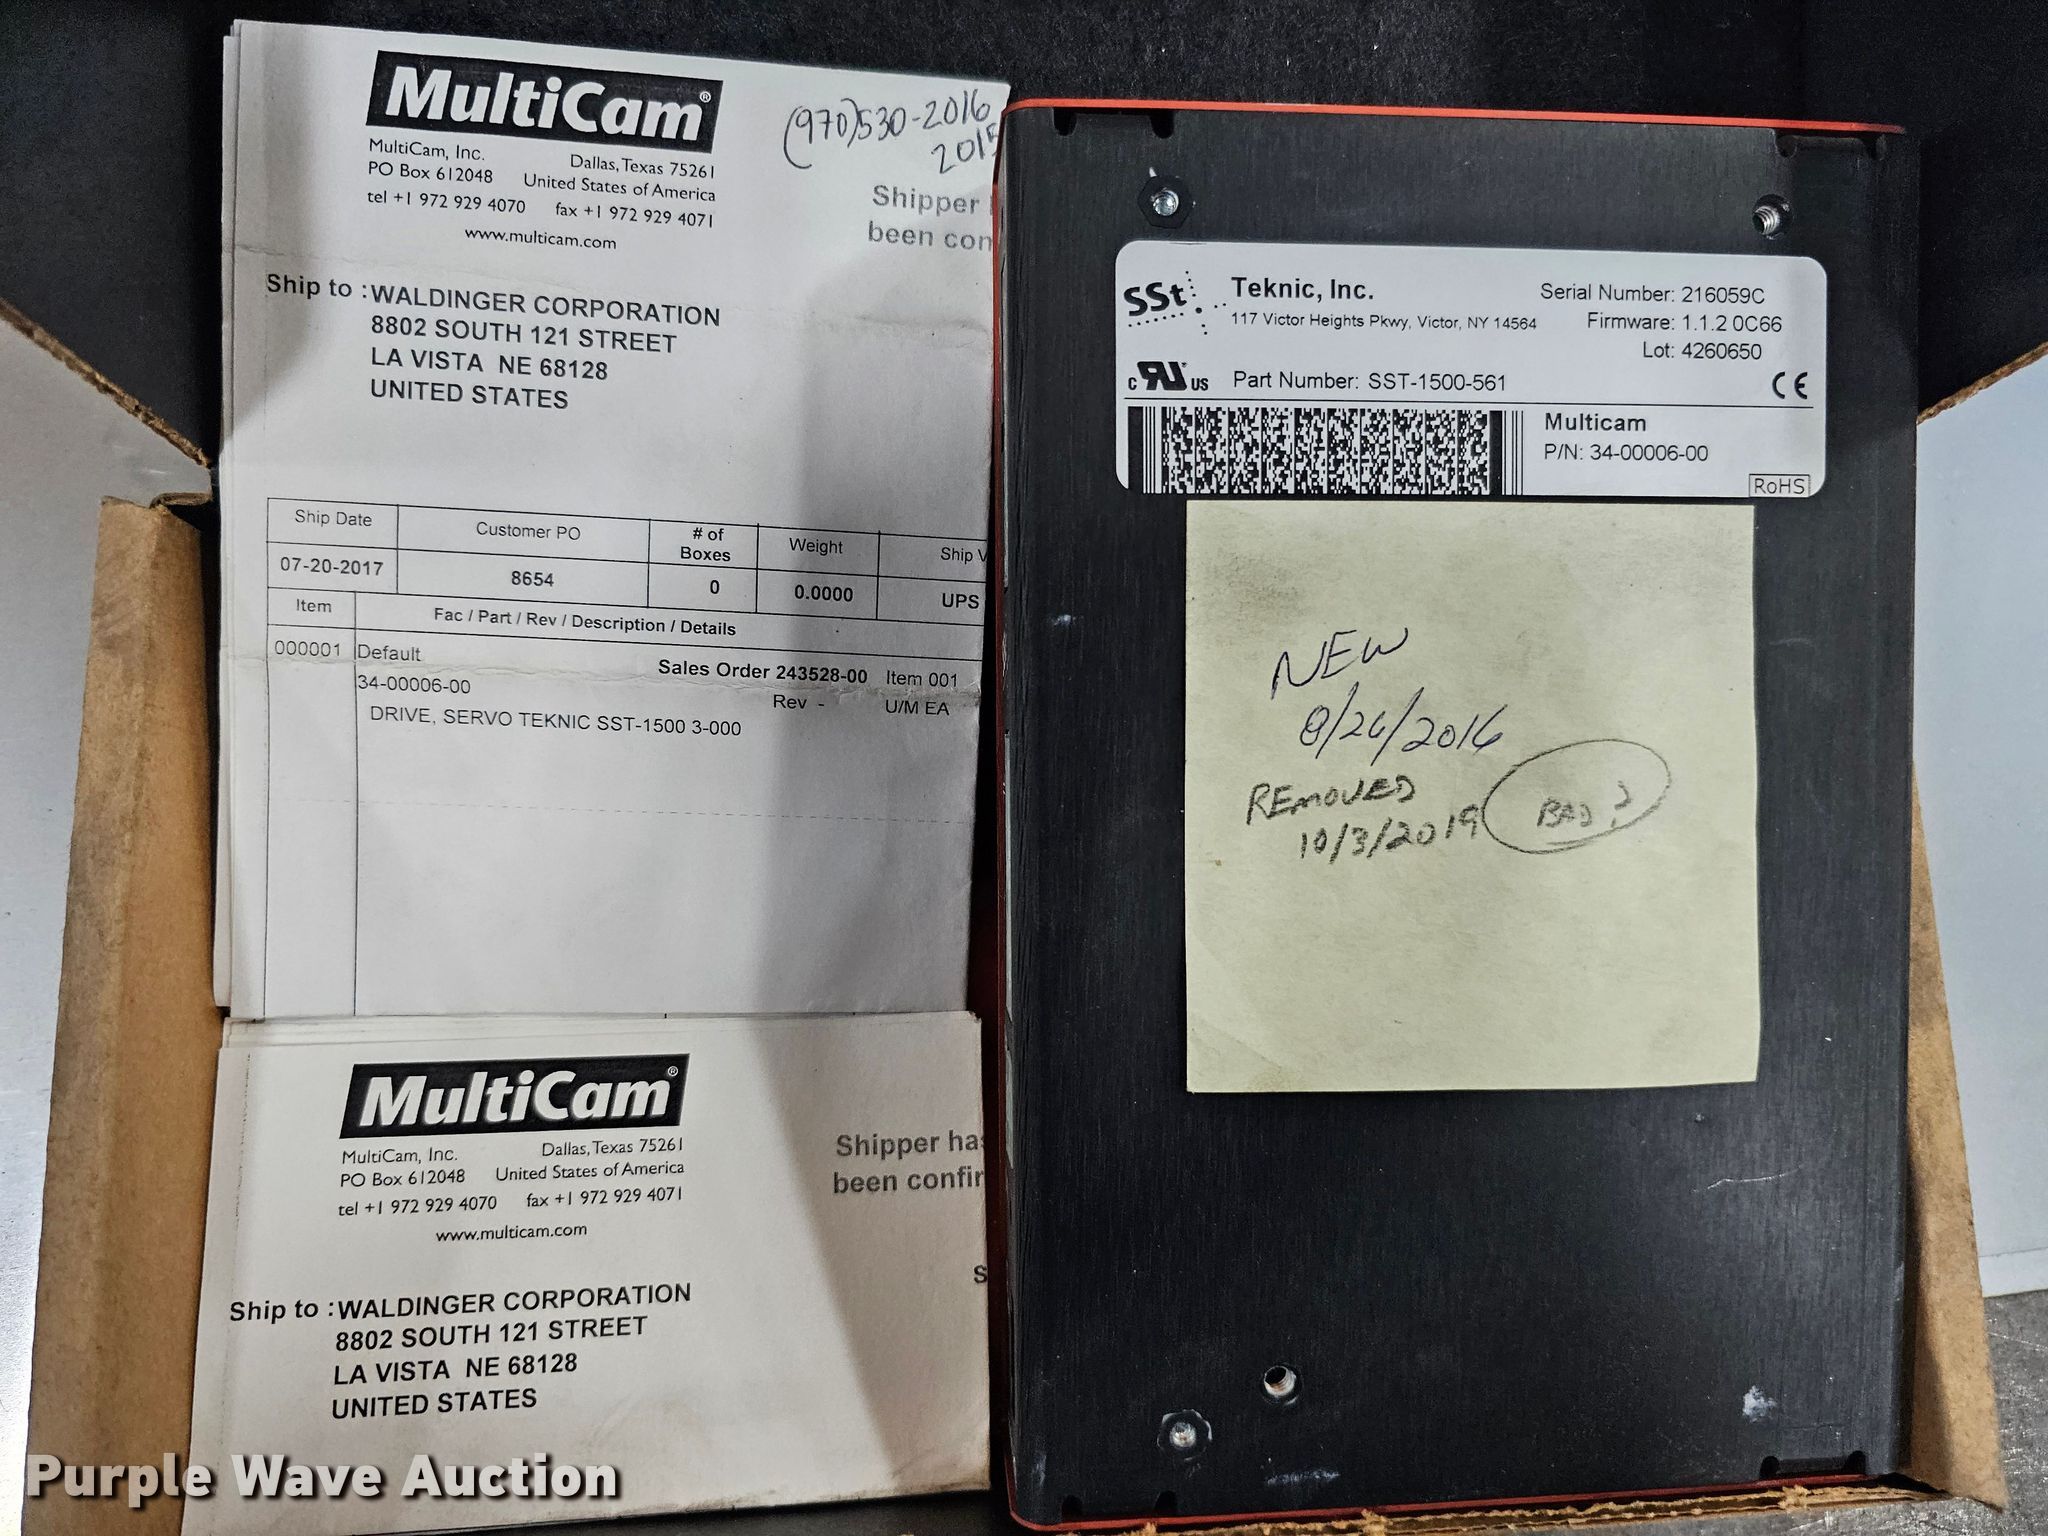 MultiCam®
MultiCam, Inc. Dallas, Texas 75261
PO Box 612048 United States of America
tel +1 972 929 4070 fax +1 972 929 4071
www.multicam.com
(970)530-2016
2015
Shipper
been con
Ship to : WALDINGER CORPORATION
8802 SOUTH 121 STREET
LA VISTA NE 68128
UNITED STATES
Ship Date Customer PO # of Boxes Weight Ship V
07-20-2017 8654 0 0.0000 UPS
Item Fac / Part / Rev / Description / Details
000001 Default Sales Order 243528-00 Item 001
34-00006-00 Rev - U/M EA
DRIVE, SERVO TEKNIC SST-1500 3-000
MultiCam®
MultiCam, Inc. Dallas, Texas 75261
PO Box 612048 United States of America
tel +1 972 929 4070 fax +1 972 929 4071
www.multicam.com
Shipper has
been confir
S
Ship to : WALDINGER CORPORATION
8802 SOUTH 121 STREET
LA VISTA NE 68128
UNITED STATES
SSt Teknic, Inc. Serial Number: 216059C
117 Victor Heights Pkwy, Victor, NY 14564 Firmware: 1.1.2 0C66
Lot: 4260650
c RU US Part Number: SST-1500-561 CE
Multicam
P/N: 34-00006-00
RoHS
NEW
8/26/2016
REMOVED
10/3/2019 BAD?
Purple Wave Auction